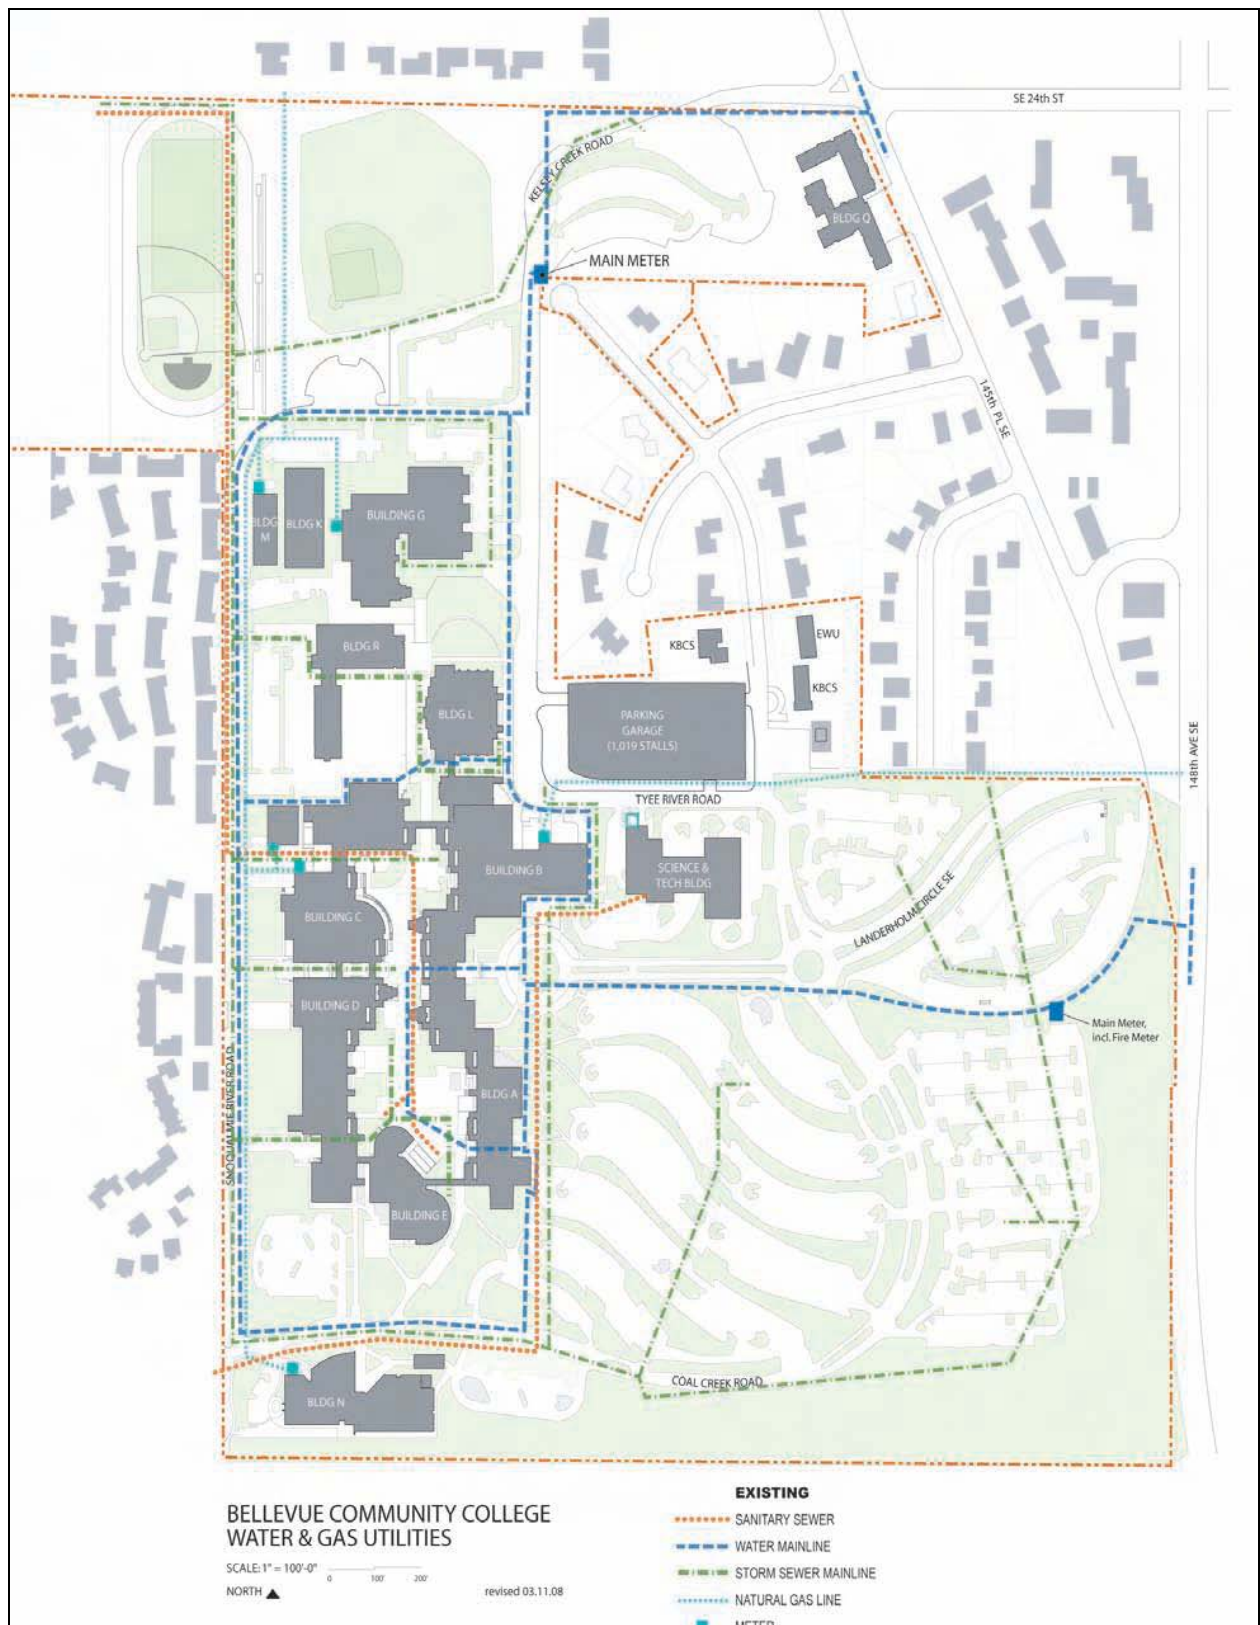 SE 24th ST
KELSEY CREEK ROAD
BLDG Q
MAIN METER
145th PL SE
BLDG
M
BLDG K
BUILDING G
BLDG R
KBCS
EWU
KBCS
BLDG L
PARKING
GARAGE
(1,019 STALLS)
148th AVE SE
TYEE RIVER ROAD
BUILDING B
SCIENCE &
TECH BLDG
BUILDING C
LANDERHOLM CIRCLE SE
BUILDING D
Main Meter,
incl. Fire Meter
SNOQUALMIE RIVER ROAD
BLDG A
BUILDING E
COAL CREEK ROAD
BLDG N
BELLEVUE COMMUNITY COLLEGE
WATER & GAS UTILITIES
SCALE: 1" = 100'-0"
0 100' 200'
NORTH
revised 03.11.08
EXISTING
SANITARY SEWER
WATER MAINLINE
STORM SEWER MAINLINE
NATURAL GAS LINE
METER